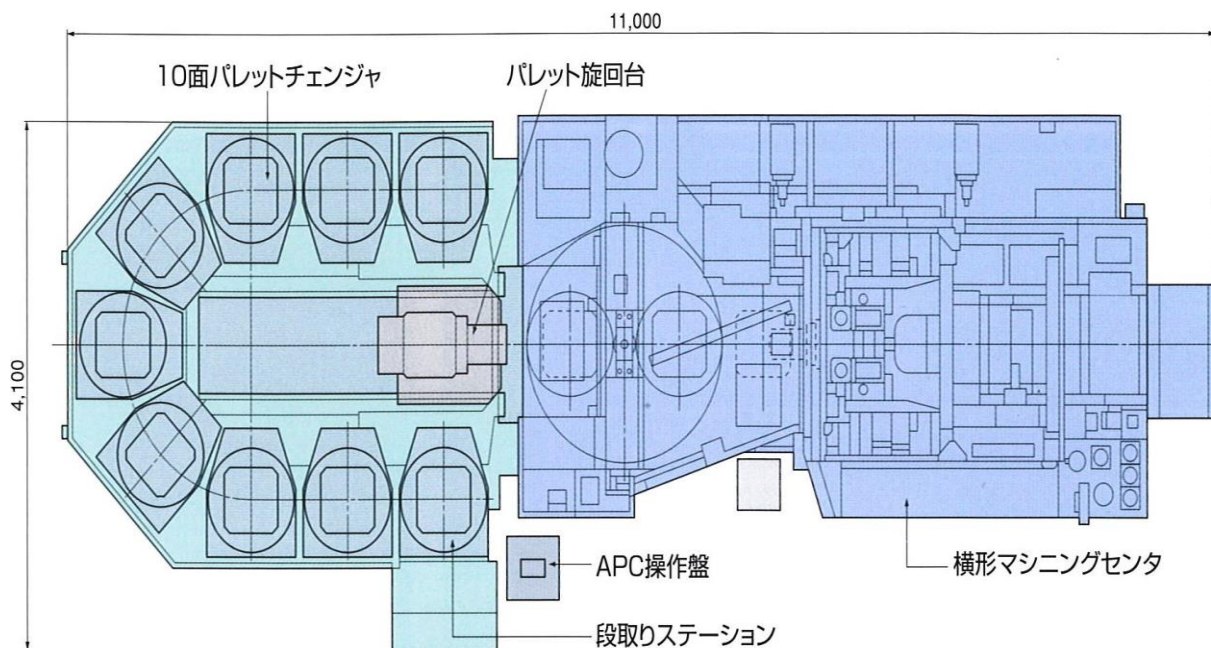 11,000
10面パレットチェンジャ
パレット旋回台
4,100
APC操作盤
横形マシニングセンタ
段取りステーション